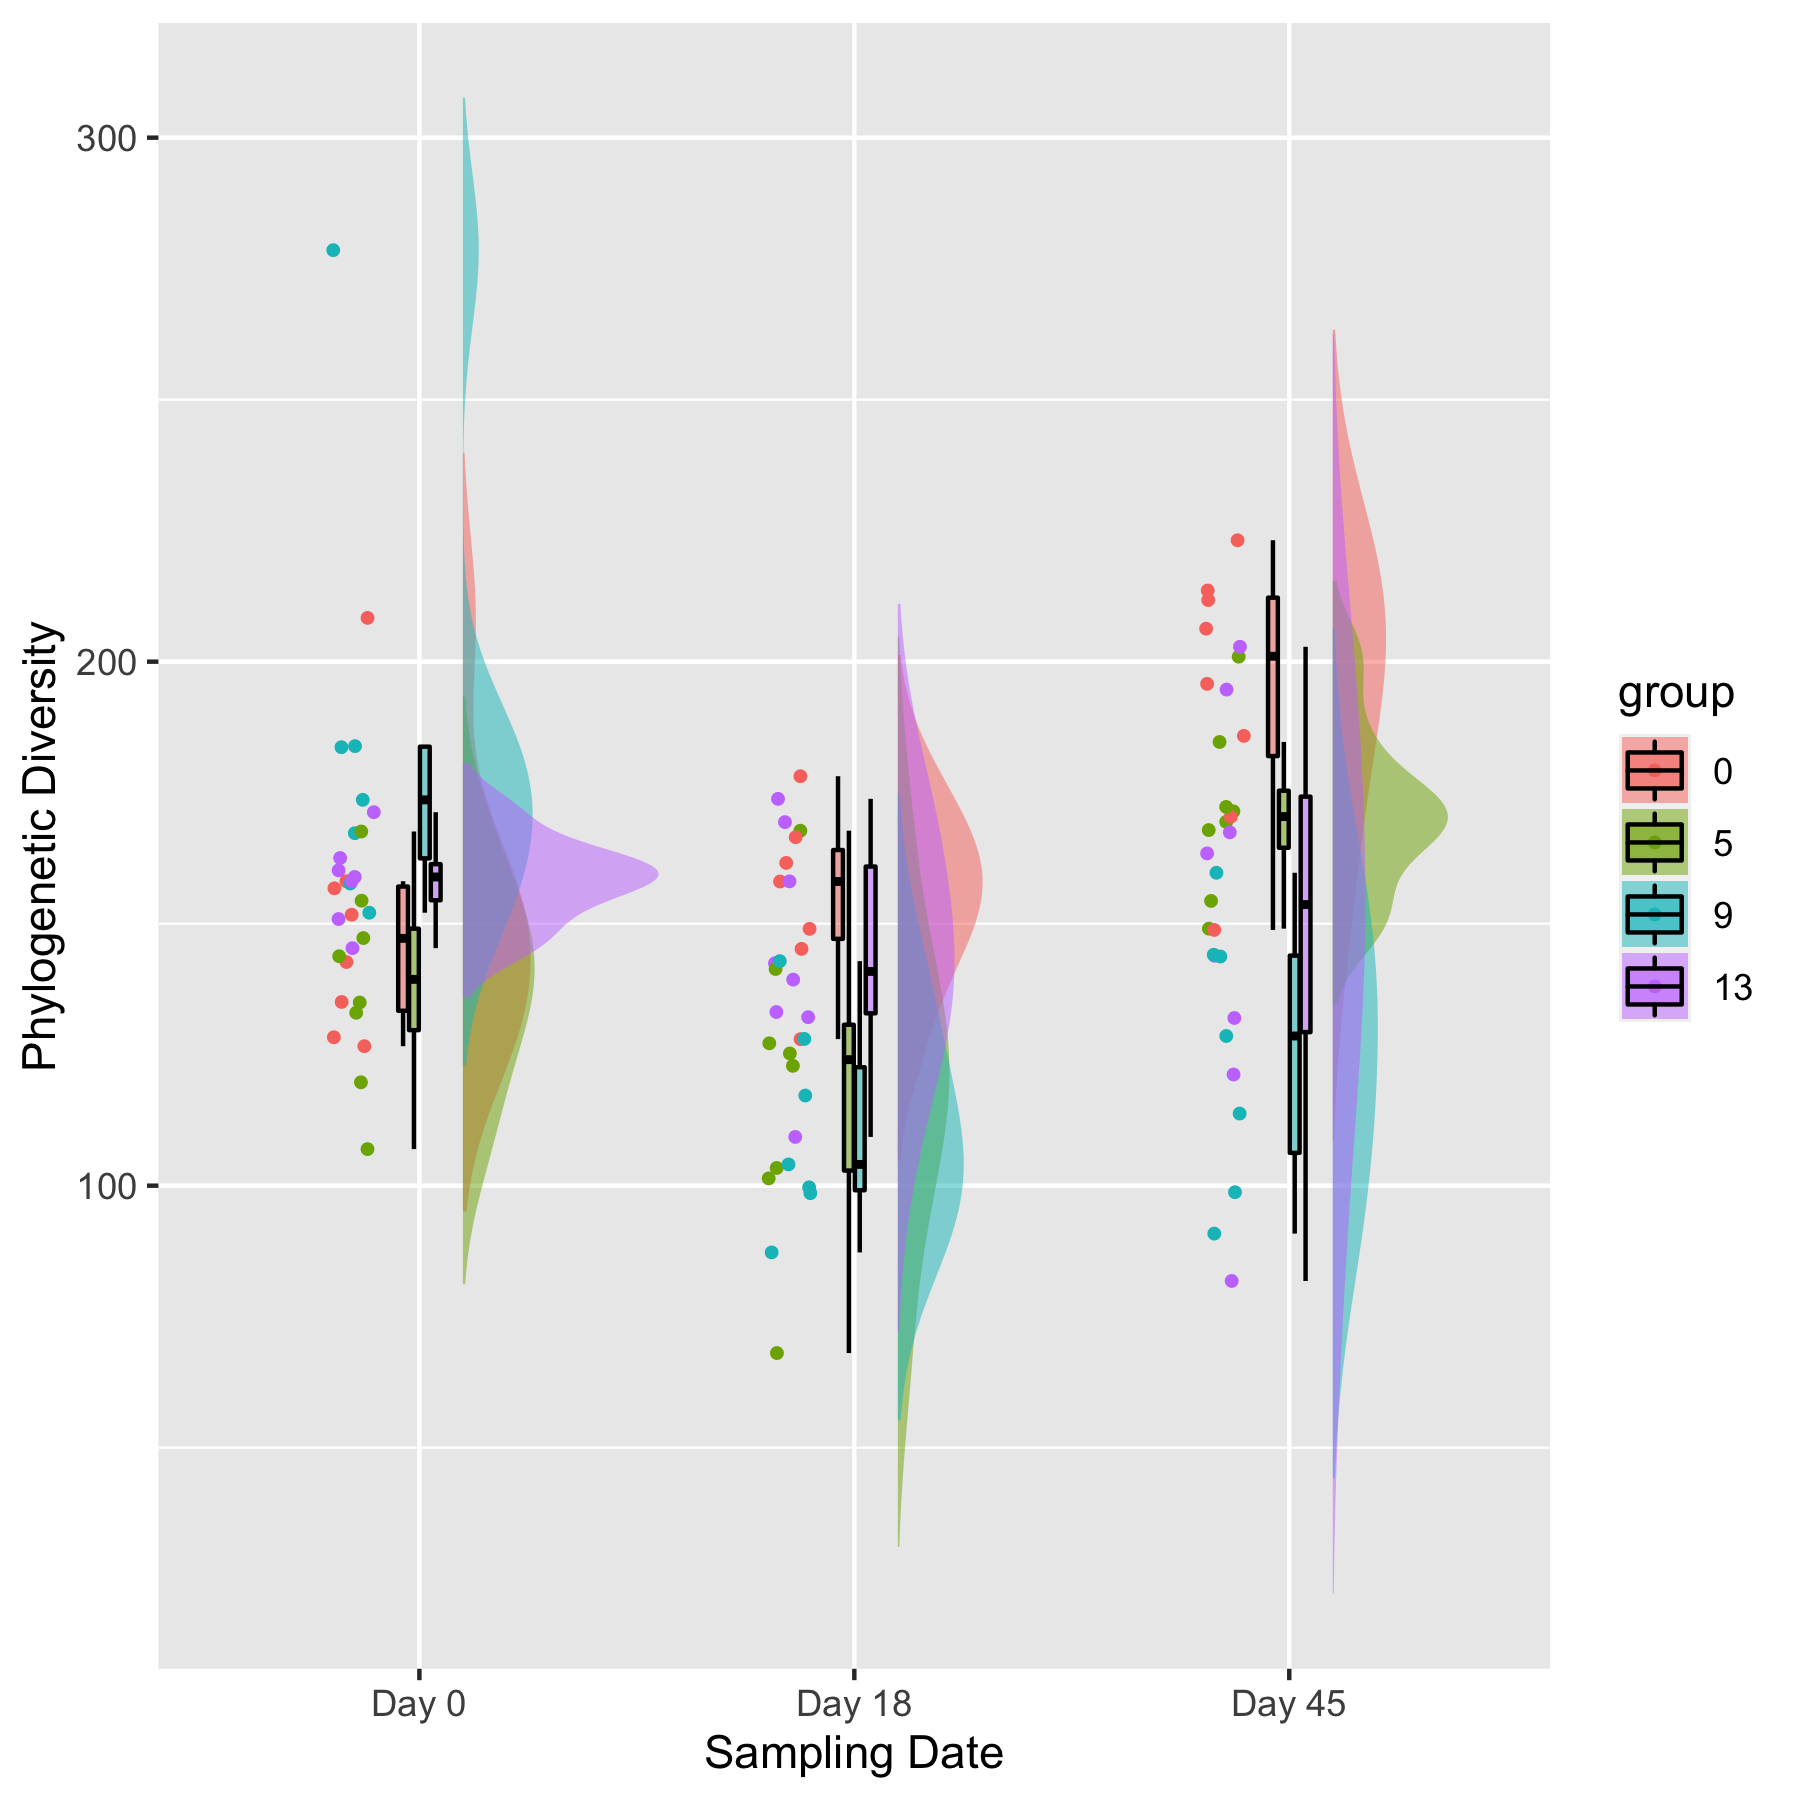 Phylogenetic Diversity
300
200
100
Day 0
Day 18
Day 45
Sampling Date
group
0
5
9
13